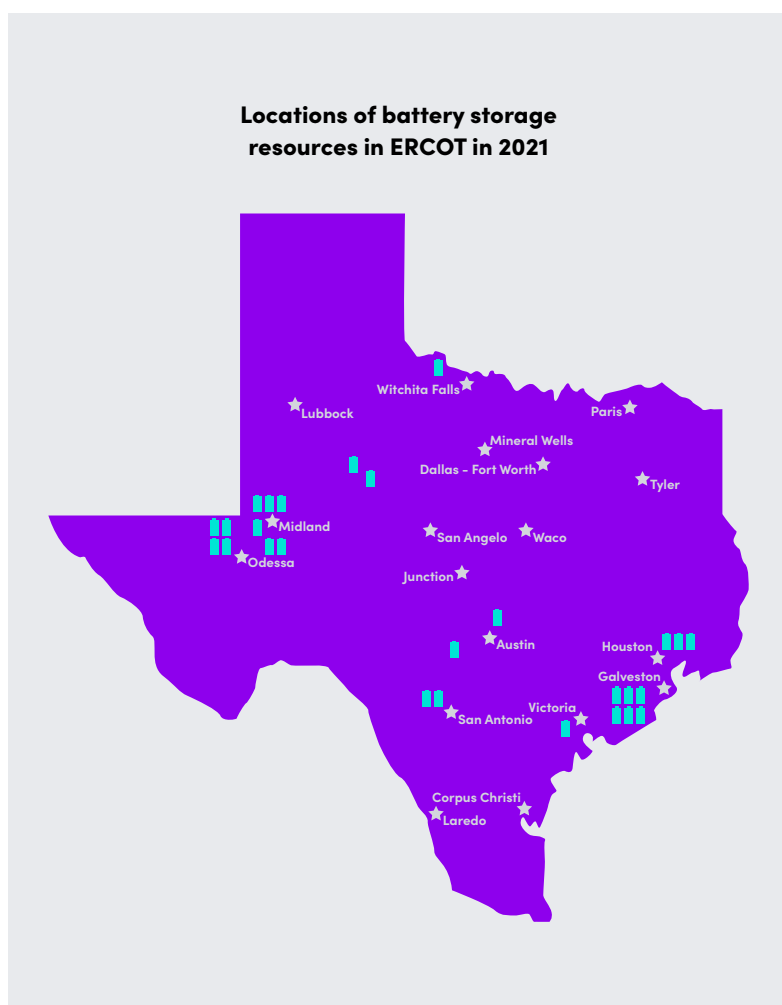 Locations of battery storage
resources in ERCOT in 2021
Witchita Falls
Lubbock
Paris
Mineral Wells
Dallas - Fort Worth
Tyler
Midland
San Angelo
Waco
Odessa
Junction
Austin
Houston
Galveston
Victoria
San Antonio
Corpus Christi
Laredo